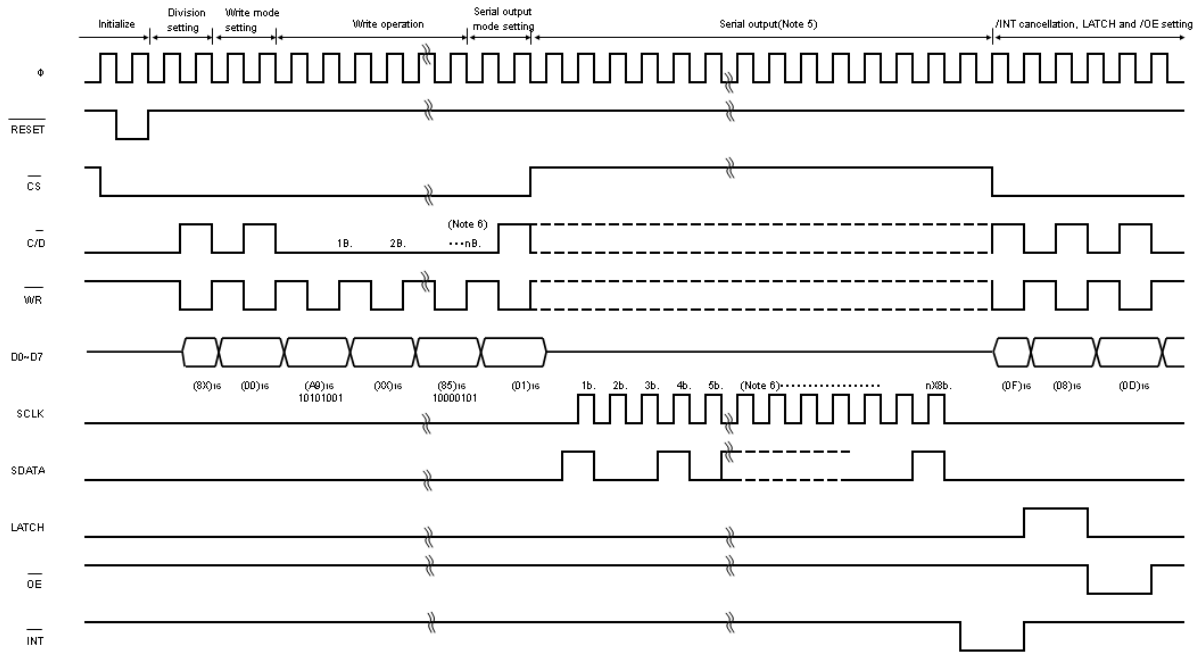 Initialize
Division setting
Write mode setting
Write operation
Serial output mode setting
Serial output(Note 5)
/INT cancellation, LATCH and /OE setting
Φ
RESET
CS
C/D
1B. 2B. (Note 6) ···nB.
WR
D0~D7
(8X)16 (00)16 (A9)16 (XX)16 (85)16 (01)16 (0F)16 (08)16 (0D)16
10101001 10000101
1b. 2b. 3b. 4b. 5b. (Note 6) nX8b.
SCLK
SDATA
LATCH
OE
INT